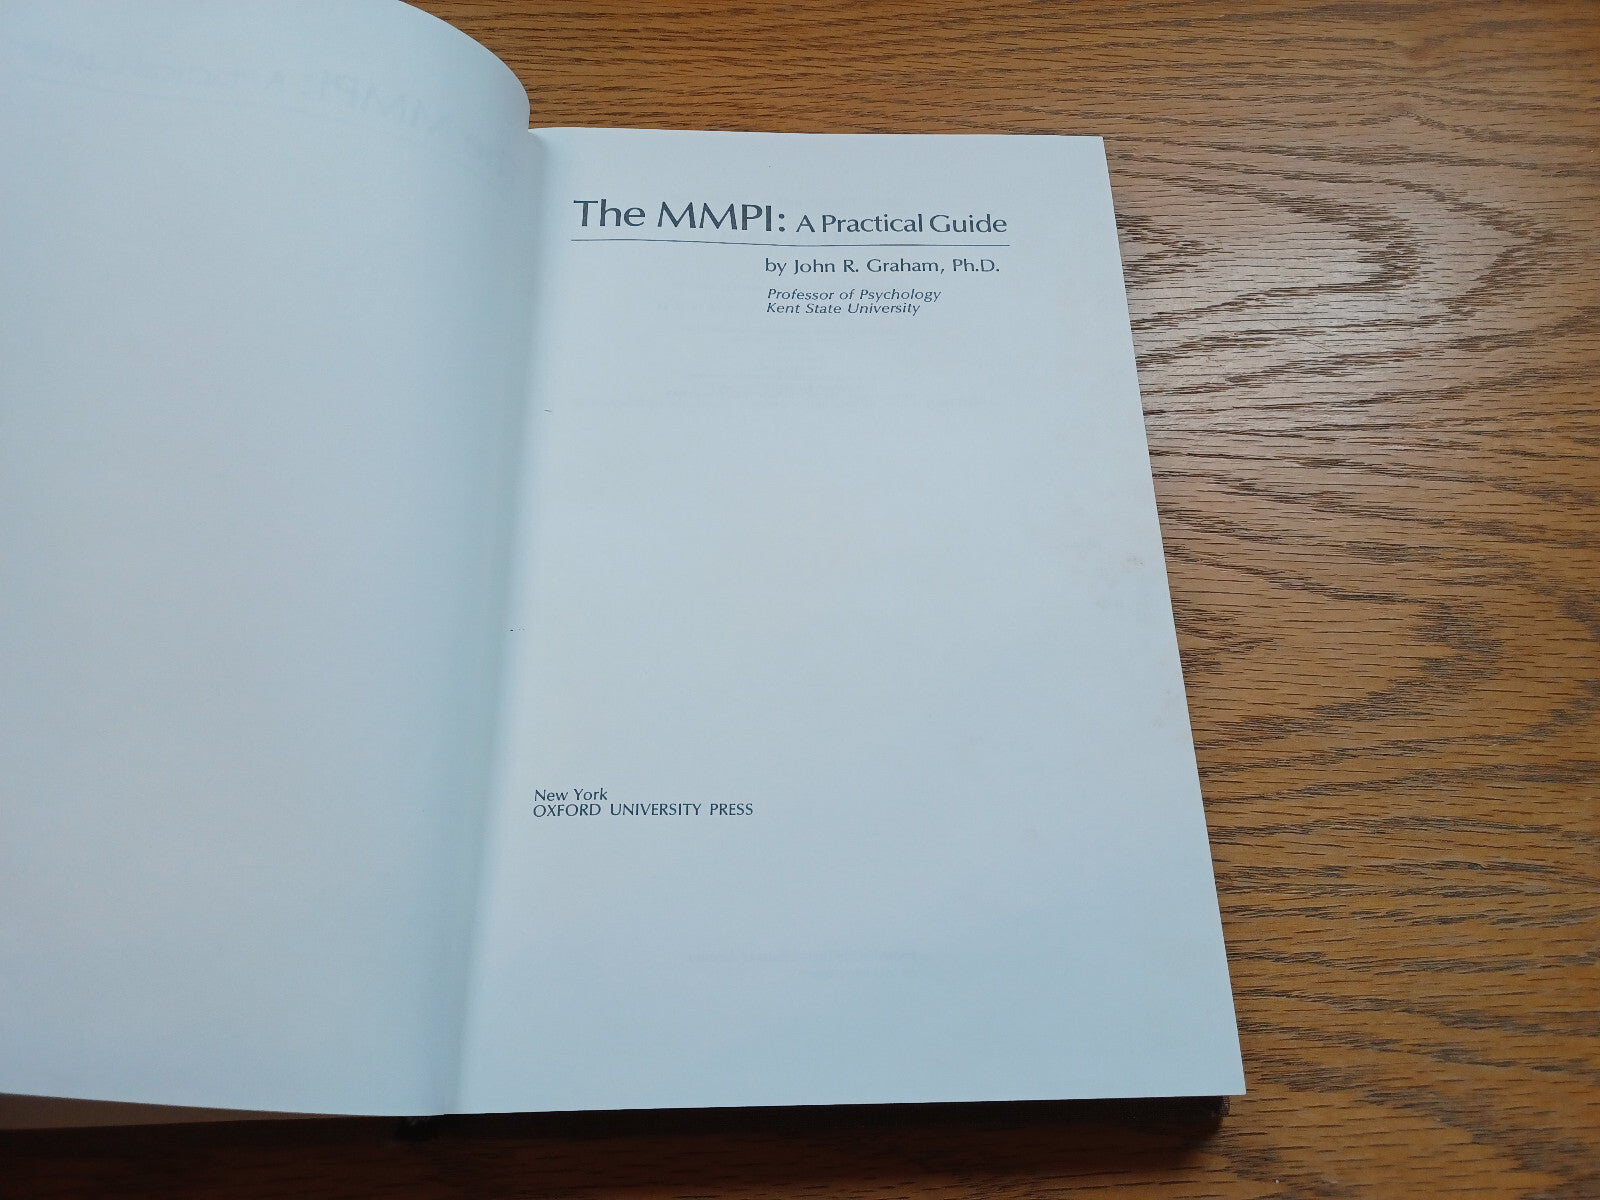 The MMPI: A Practical Guide
by John R. Graham, Ph.D.
Professor of Psychology
Kent State University
New York
OXFORD UNIVERSITY PRESS